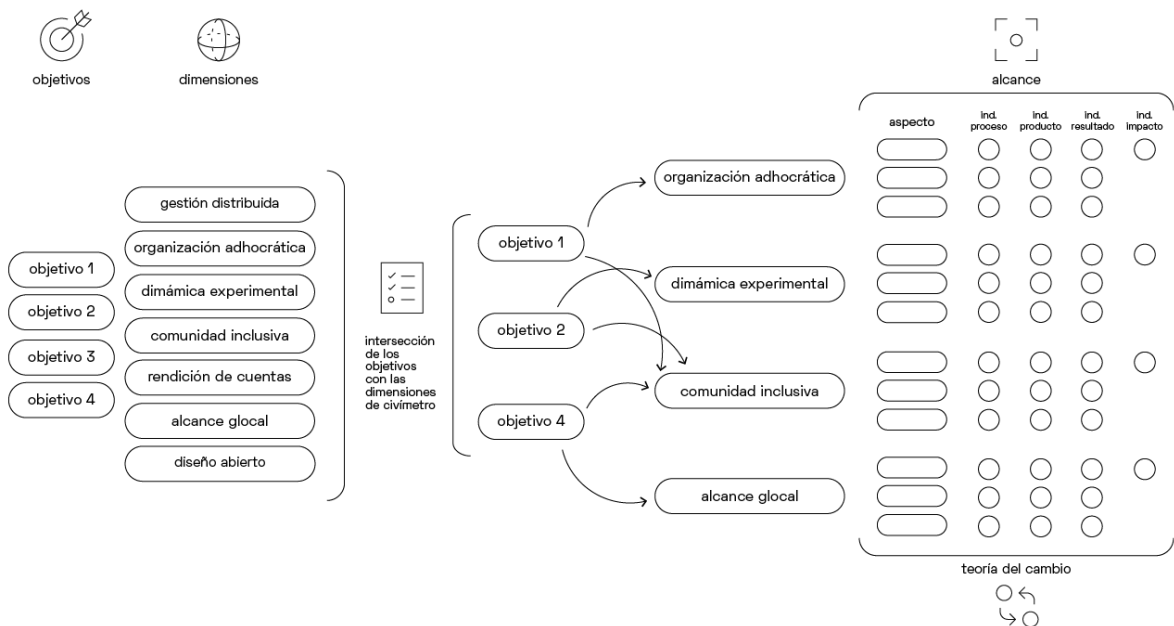 objetivos
dimensiones
alcance
objetivo 1
objetivo 2
objetivo 3
objetivo 4
gestión distribuida
organización adhocrática
dimámica experimental
comunidad inclusiva
rendición de cuentas
alcance glocal
diseño abierto
intersección
de los
objetivos
con las
dimensiones
de civímetro
objetivo 1
objetivo 2
objetivo 4
organización adhocrática
dimámica experimental
comunidad inclusiva
alcance glocal
aspecto
ind.
proceso
ind.
producto
ind.
resultado
ind.
impacto
teoría del cambio